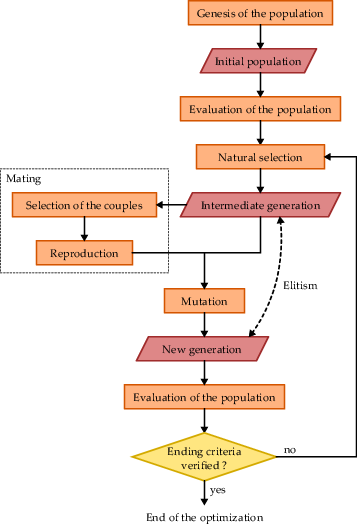 Genesis of the population
Initial population
Evaluation of the population
Natural selection
Mating
Selection of the couples
Intermediate generation
Reproduction
Elitism
Mutation
New generation
Evaluation of the population
Ending criteria
verified ?
no
yes
End of the optimization